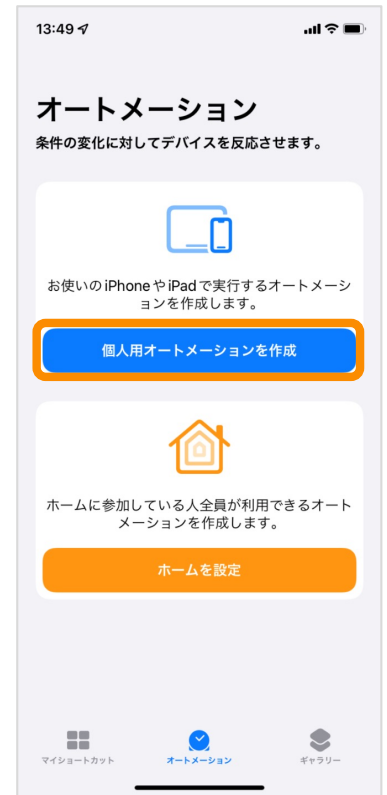 13:49
オートメーション
条件の変化に対してデバイスを反応させます。
お使いのiPhoneやiPadで実行するオートメーシ
ョンを作成します。
個人用オートメーションを作成
ホームに参加している人全員が利用できるオート
メーションを作成します。
ホームを設定
マイショートカット
オートメーション
ギャラリー